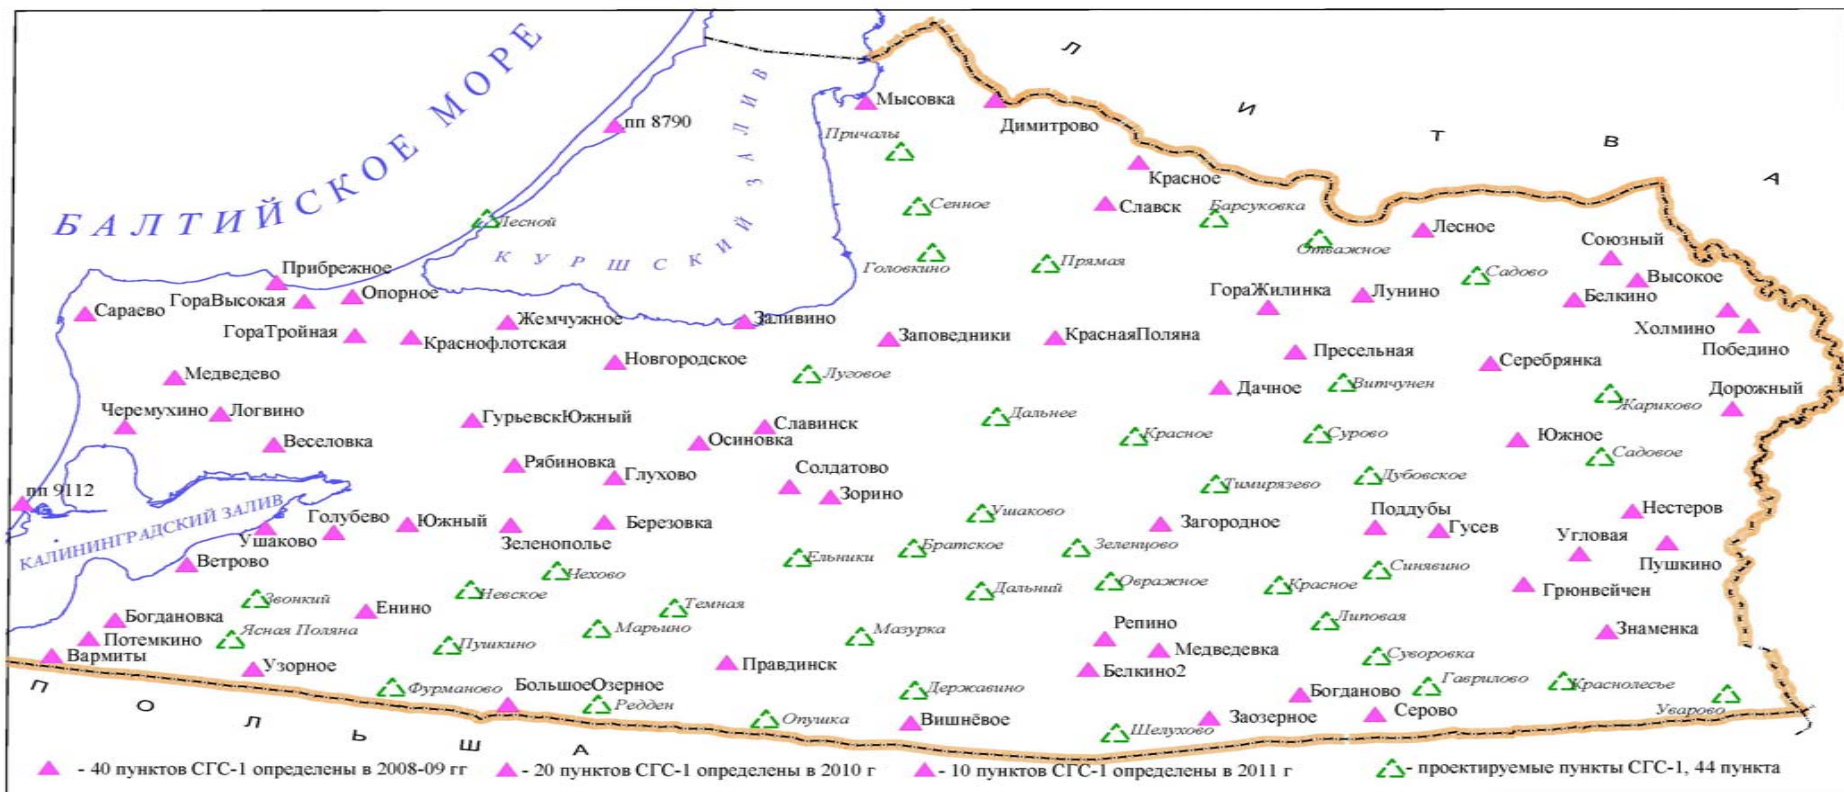 БАЛТИЙСКОЕ МОРЕ
КУРШСКИЙ ЗАЛИВ
ЛИТВА
Мысовка
Димитрово
пп 8790
Причалы
Красное
Славск
Сенное
Барсуковка
Лесной
Отважное
Лесное
Союзный
Головкино
Прямая
Садово
Высокое
Прибрежное
ГораВысокая
Опорное
Сараево
ГораЖилинка
Лунино
Белкино
Холмино
Победино
ГораТройная
Краснофлотская
Жемчужное
Заливино
Заповедники
КраснаяПоляна
Пресельная
Новгородское
Серебрянка
Медведево
Луговое
Дачное
Витчунен
Жариково
Дорожный
Черемухино
Логвино
ГурьевскЮжный
Славинск
Дальнее
Веселовка
Осиновка
Красное
Сурово
Южное
Садовое
Рябиновка
Глухово
Солдатово
Зорино
Тимирязево
Дубовское
пп 9112
КАЛИНИНГРАДСКИЙ ЗАЛИВ
Голубево
Южный
Ушаково
Зеленополье
Березовка
Ушаково
Загородное
Поддубы
Гусев
Нестеров
Угловая
Пушкино
Ветрово
Ельники
Братское
Зеленцово
Нехово
Невское
Дальний
Овражное
Красное
Синявино
Грюнвейчен
Звонкий
Енино
Темная
Богдановка
Ясная Поляна
Марьино
Мазурка
Репино
Липовая
Знаменка
Потемкино
Пушкино
Медведевка
Вармиты
Узорное
Правдинск
Белкино2
Суворовка
Фурманово
БольшоеОзерное
Редден
Державино
Богданово
Гаврилово
Краснолесье
Уварово
Опушка
Вишнёвое
Шелухово
Заозерное
Серово
ПОЛЬША
- 40 пунктов СГС-1 определены в 2008-09 гг
- 20 пунктов СГС-1 определены в 2010 г
- 10 пунктов СГС-1 определены в 2011 г
- проектируемые пункты СГС-1, 44 пункта